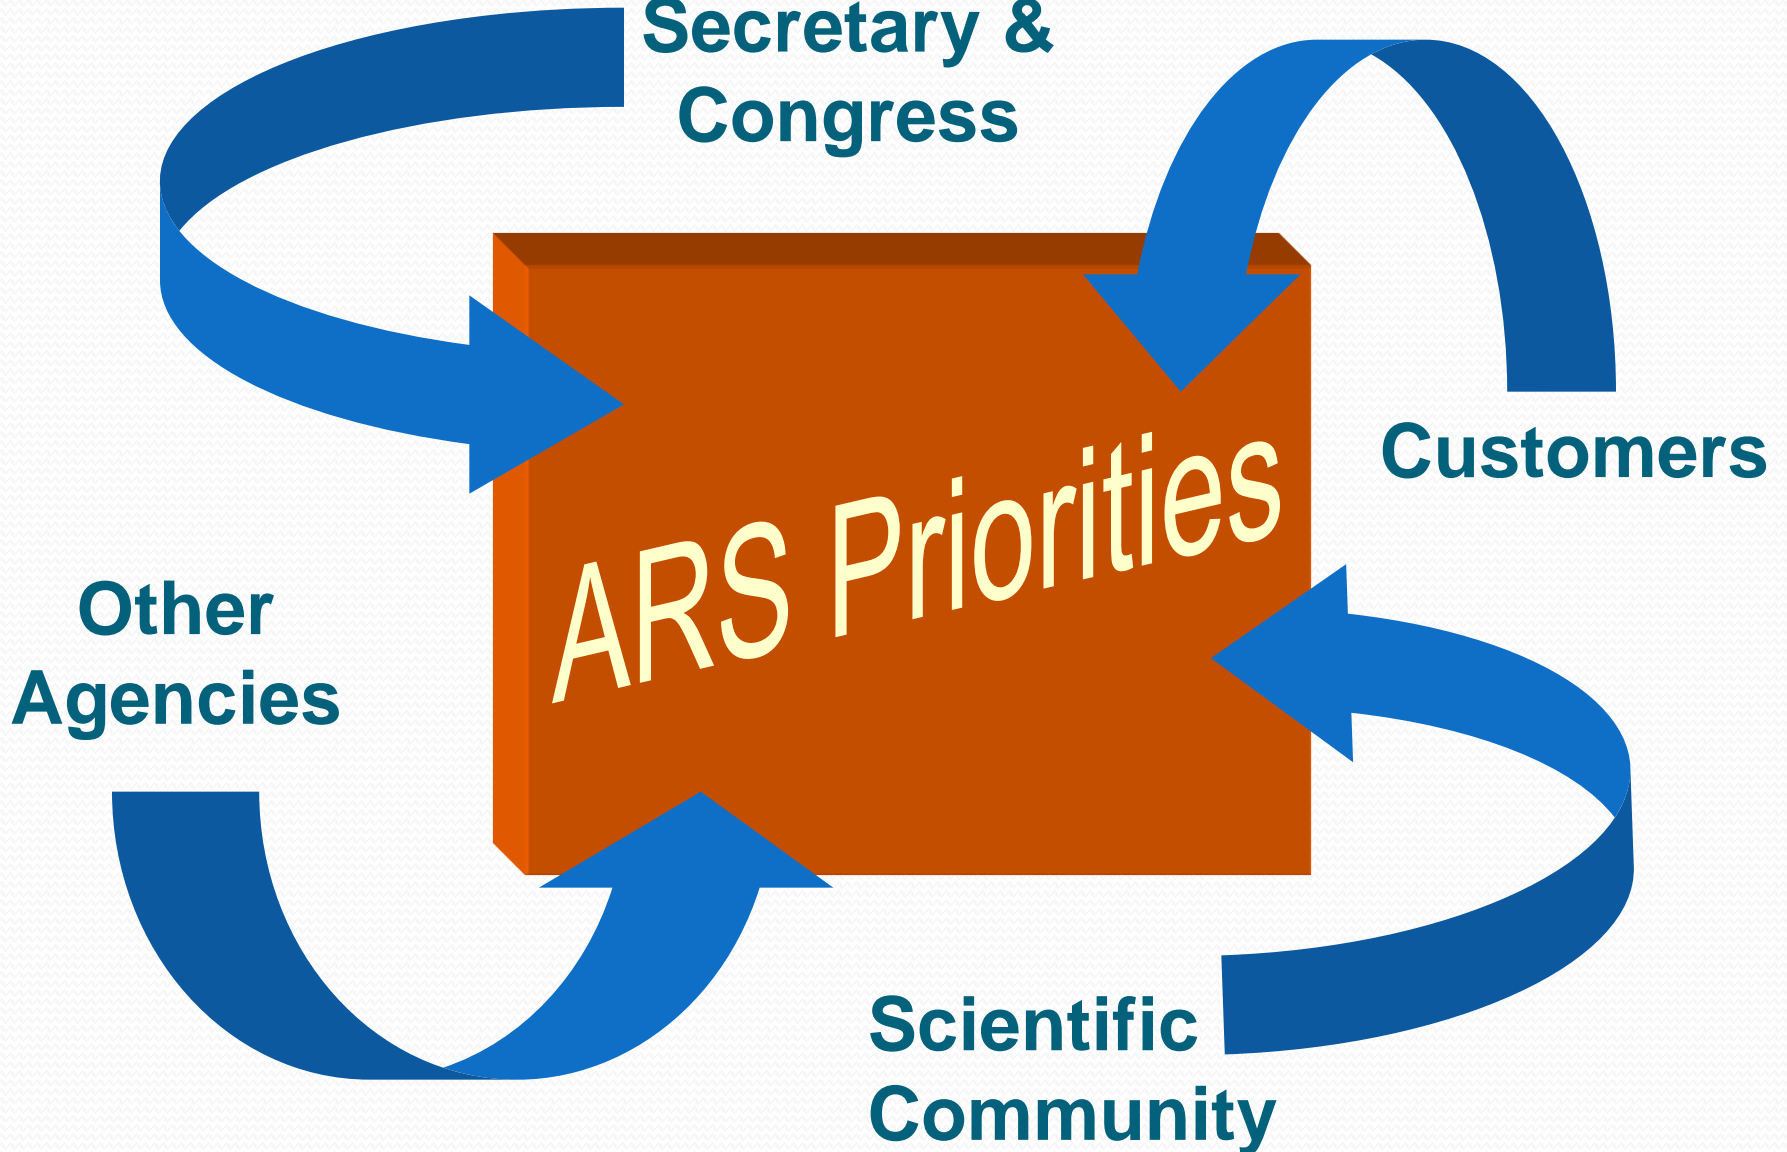 Secretary &
Congress
Customers
ARS Priorities
Other
Agencies
Scientific
Community